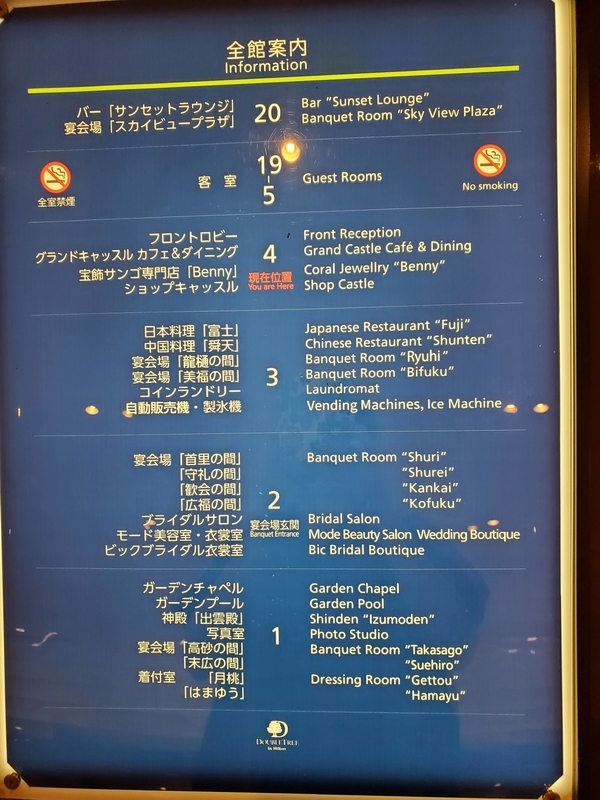 全館案内
Information
バー「サンセットラウンジ」 20 Bar "Sunset Lounge"
宴会場「スカイビュープラザ」 Banquet Room "Sky View Plaza"
全室禁煙
客 室 19-5 Guest Rooms
No smoking
フロントロビー 4 Front Reception
グランドキャッスル カフェ&ダイニング Grand Castle Café & Dining
宝飾サンゴ専門店「Benny」 現在位置 Coral Jewellry "Benny"
ショップキャッスル You are Here Shop Castle
日本料理「富士」 3 Japanese Restaurant "Fuji"
中国料理「舜天」 Chinese Restaurant "Shunten"
宴会場「龍樋の間」 Banquet Room "Ryuhi"
宴会場「美福の間」 Banquet Room "Bifuku"
コインランドリー Laundromat
自動販売機・製氷機 Vending Machines, Ice Machine
宴会場「首里の間」 2 Banquet Room "Shuri"
「守礼の間」 "Shurei"
「歓会の間」 "Kankai"
「広福の間」 "Kofuku"
ブライダルサロン 宴会場玄関 Bridal Salon
モード美容室・衣裳室 Banquet Entrance Mode Beauty Salon Wedding Boutique
ビックブライダル衣裳室 Bic Bridal Boutique
ガーデンチャペル 1 Garden Chapel
ガーデンプール Garden Pool
神殿「出雲殿」 Shinden "Izumoden"
写真室 Photo Studio
宴会場「高砂の間」 Banquet Room "Takasago"
「末広の間」 "Suehiro"
着付室 「月桃」 Dressing Room "Gettou"
「はまゆう」 "Hamayu"
DOUBLETREE
by Hilton